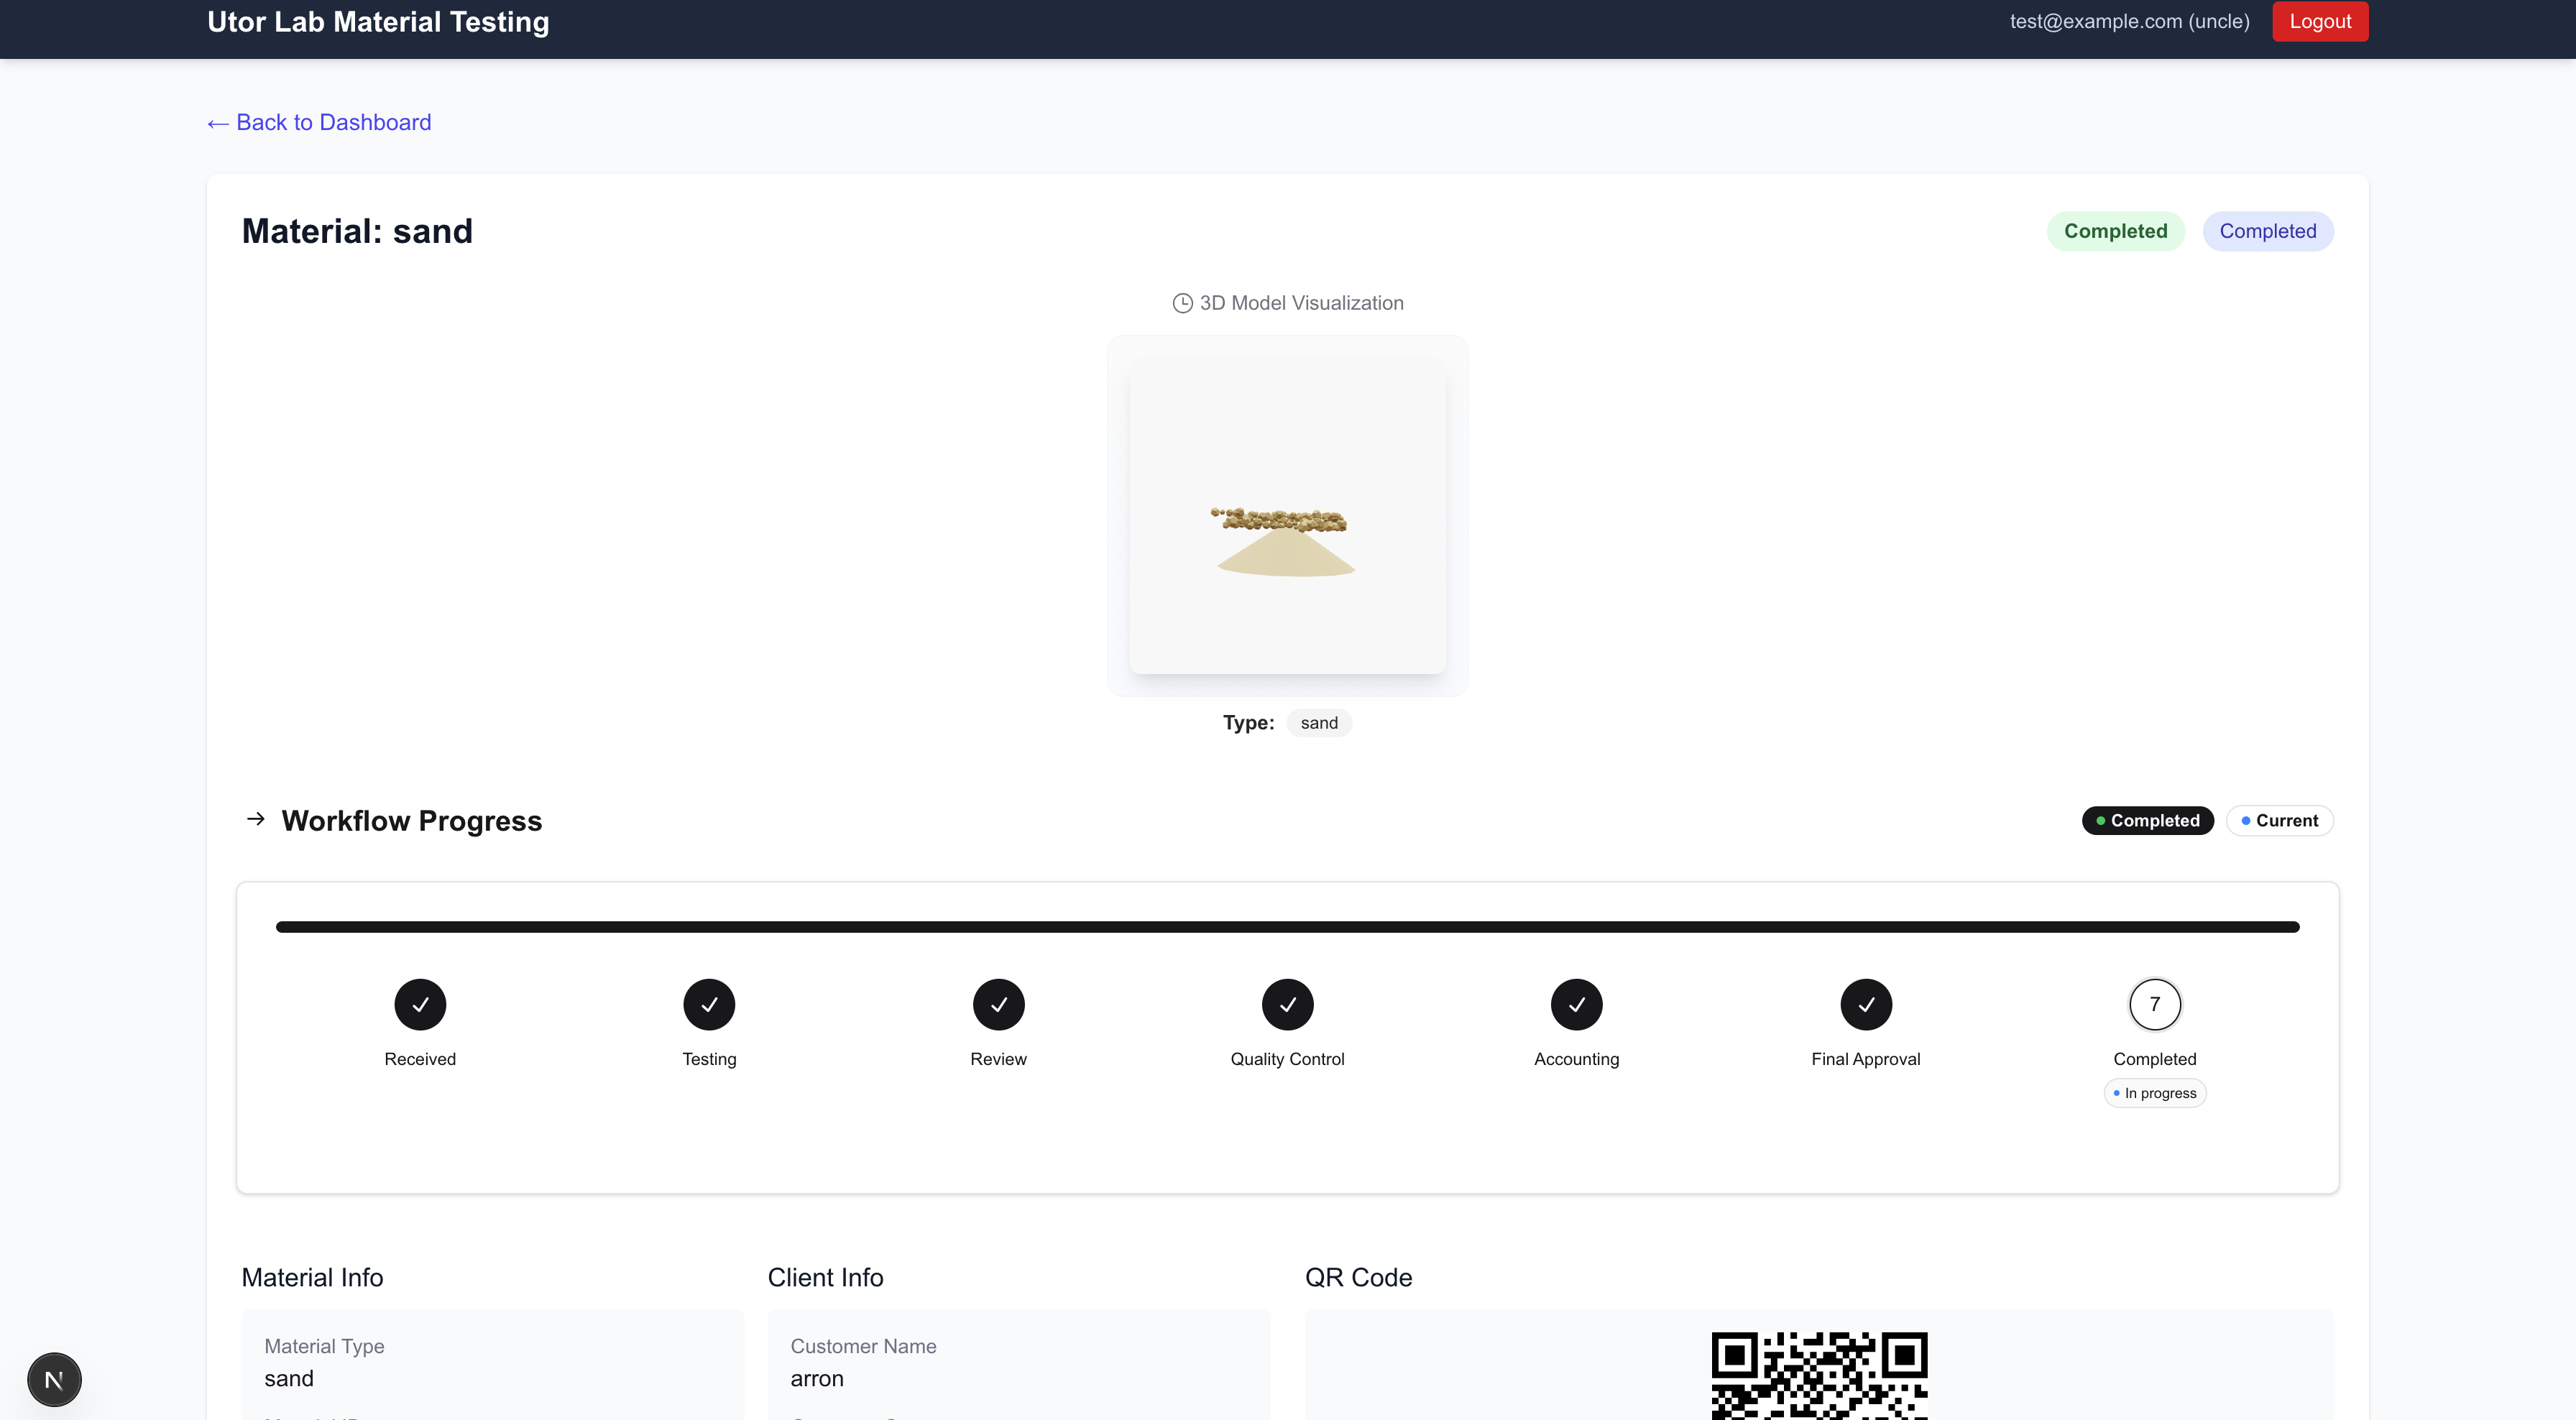 Utor Lab Material Testing
test@example.com (uncle)
Logout
← Back to Dashboard
Material: sand
Completed
Completed
3D Model Visualization
Type: sand
→ Workflow Progress
Completed
Current
Received
Testing
Review
Quality Control
Accounting
Final Approval
7
Completed
In progress
Material Info
Client Info
QR Code
Material Type
sand
Customer Name
arron
N